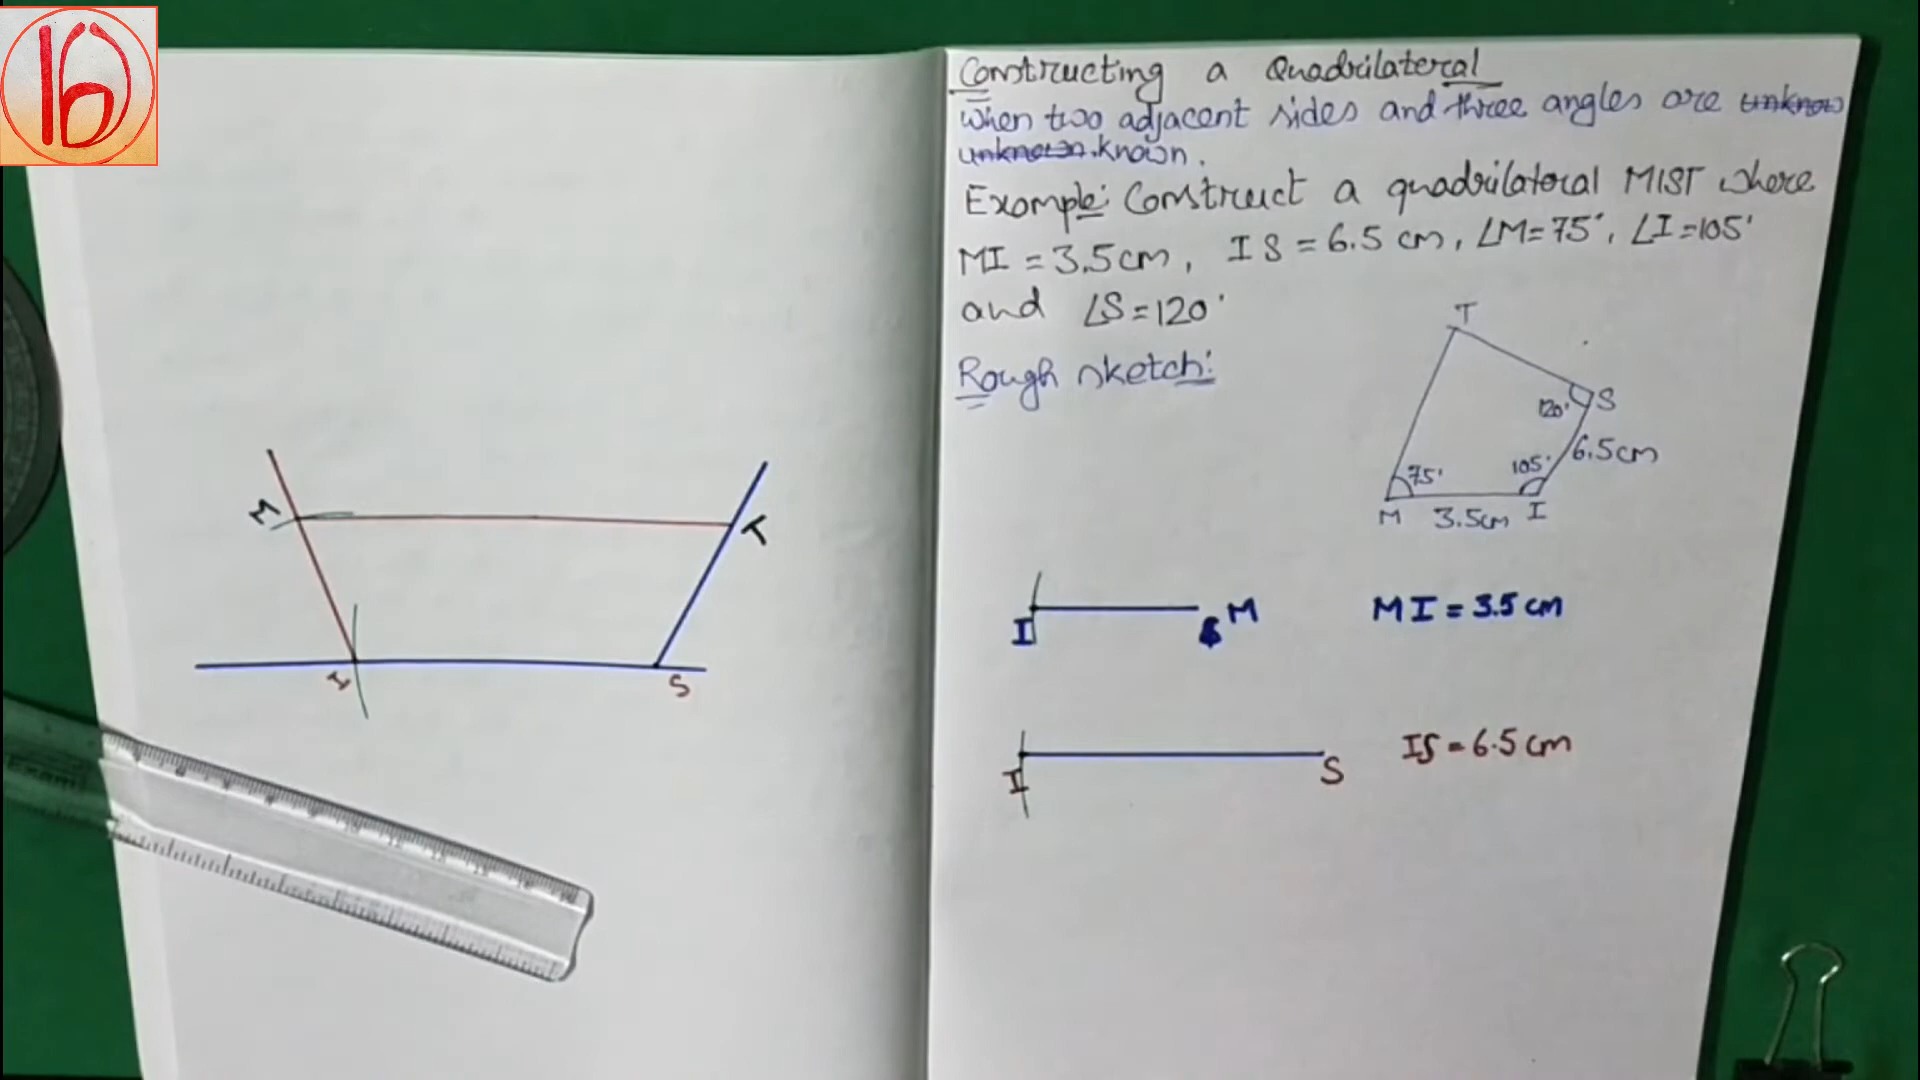 Constructing a Quadrilateral
When two adjacent sides and three angles are unknow
unknown. known.
Example: Construct a quadrilateral MIST where
MI = 3.5cm, IS = 6.5 cm, ∠M=75°, ∠I=105°
and ∠S=120°
Rough sketch:
T
120° S
6.5cm
75° 105°
M 3.5cm I
M T
I S
I M MI = 3.5 cm
I S IS = 6.5 cm